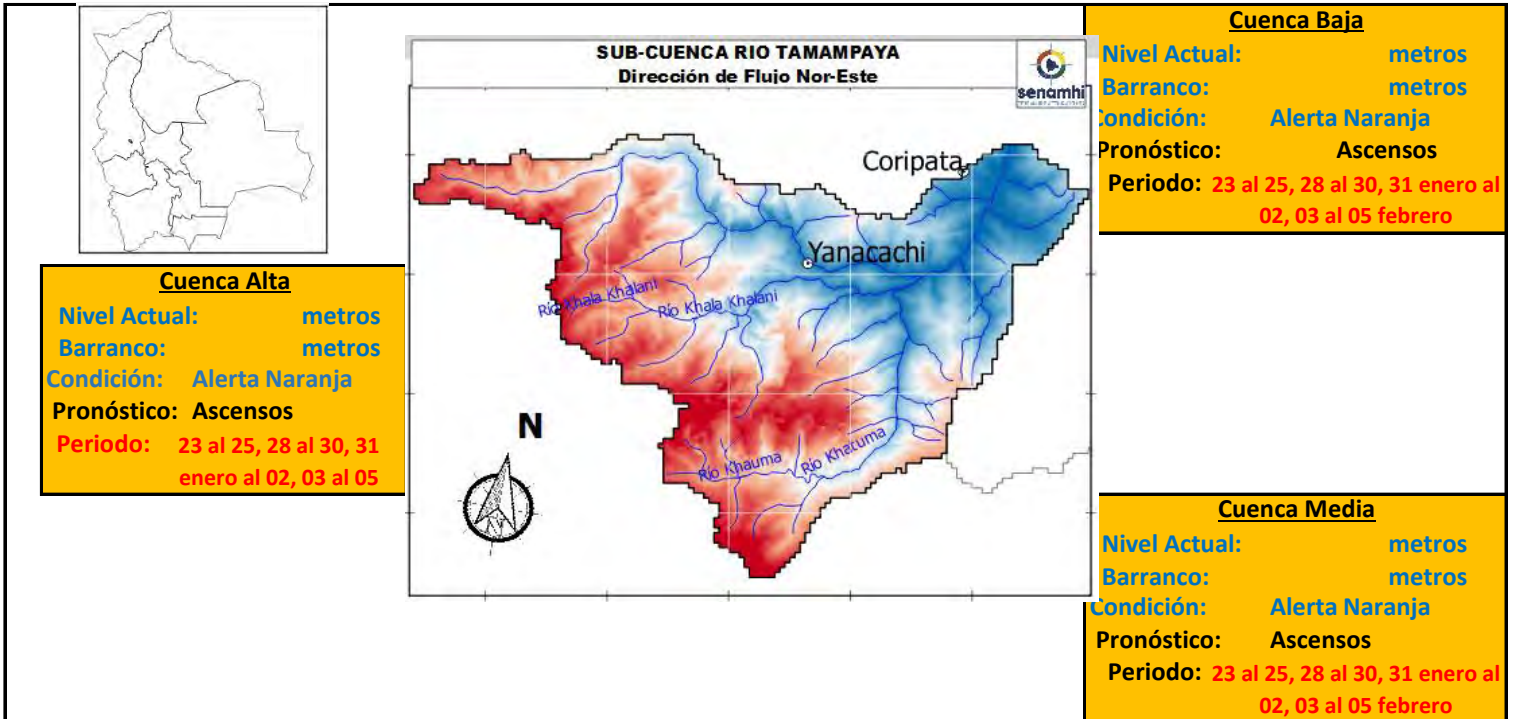 SUB-CUENCA RIO TAMAMPAYA
Dirección de Flujo Nor-Este
senamhi
Coripata
Yanacachi
Río Khala Khalani
Río Khala Khalani
Río Khauma
Río Khacuma
N
Cuenca Alta
Nivel Actual: metros
Barranco: metros
Condición: Alerta Naranja
Pronóstico: Ascensos
Periodo: 23 al 25, 28 al 30, 31
enero al 02, 03 al 05
Cuenca Baja
Nivel Actual: metros
Barranco: metros
Condición: Alerta Naranja
Pronóstico: Ascensos
Periodo: 23 al 25, 28 al 30, 31 enero al
02, 03 al 05 febrero
Cuenca Media
Nivel Actual: metros
Barranco: metros
Condición: Alerta Naranja
Pronóstico: Ascensos
Periodo: 23 al 25, 28 al 30, 31 enero al
02, 03 al 05 febrero